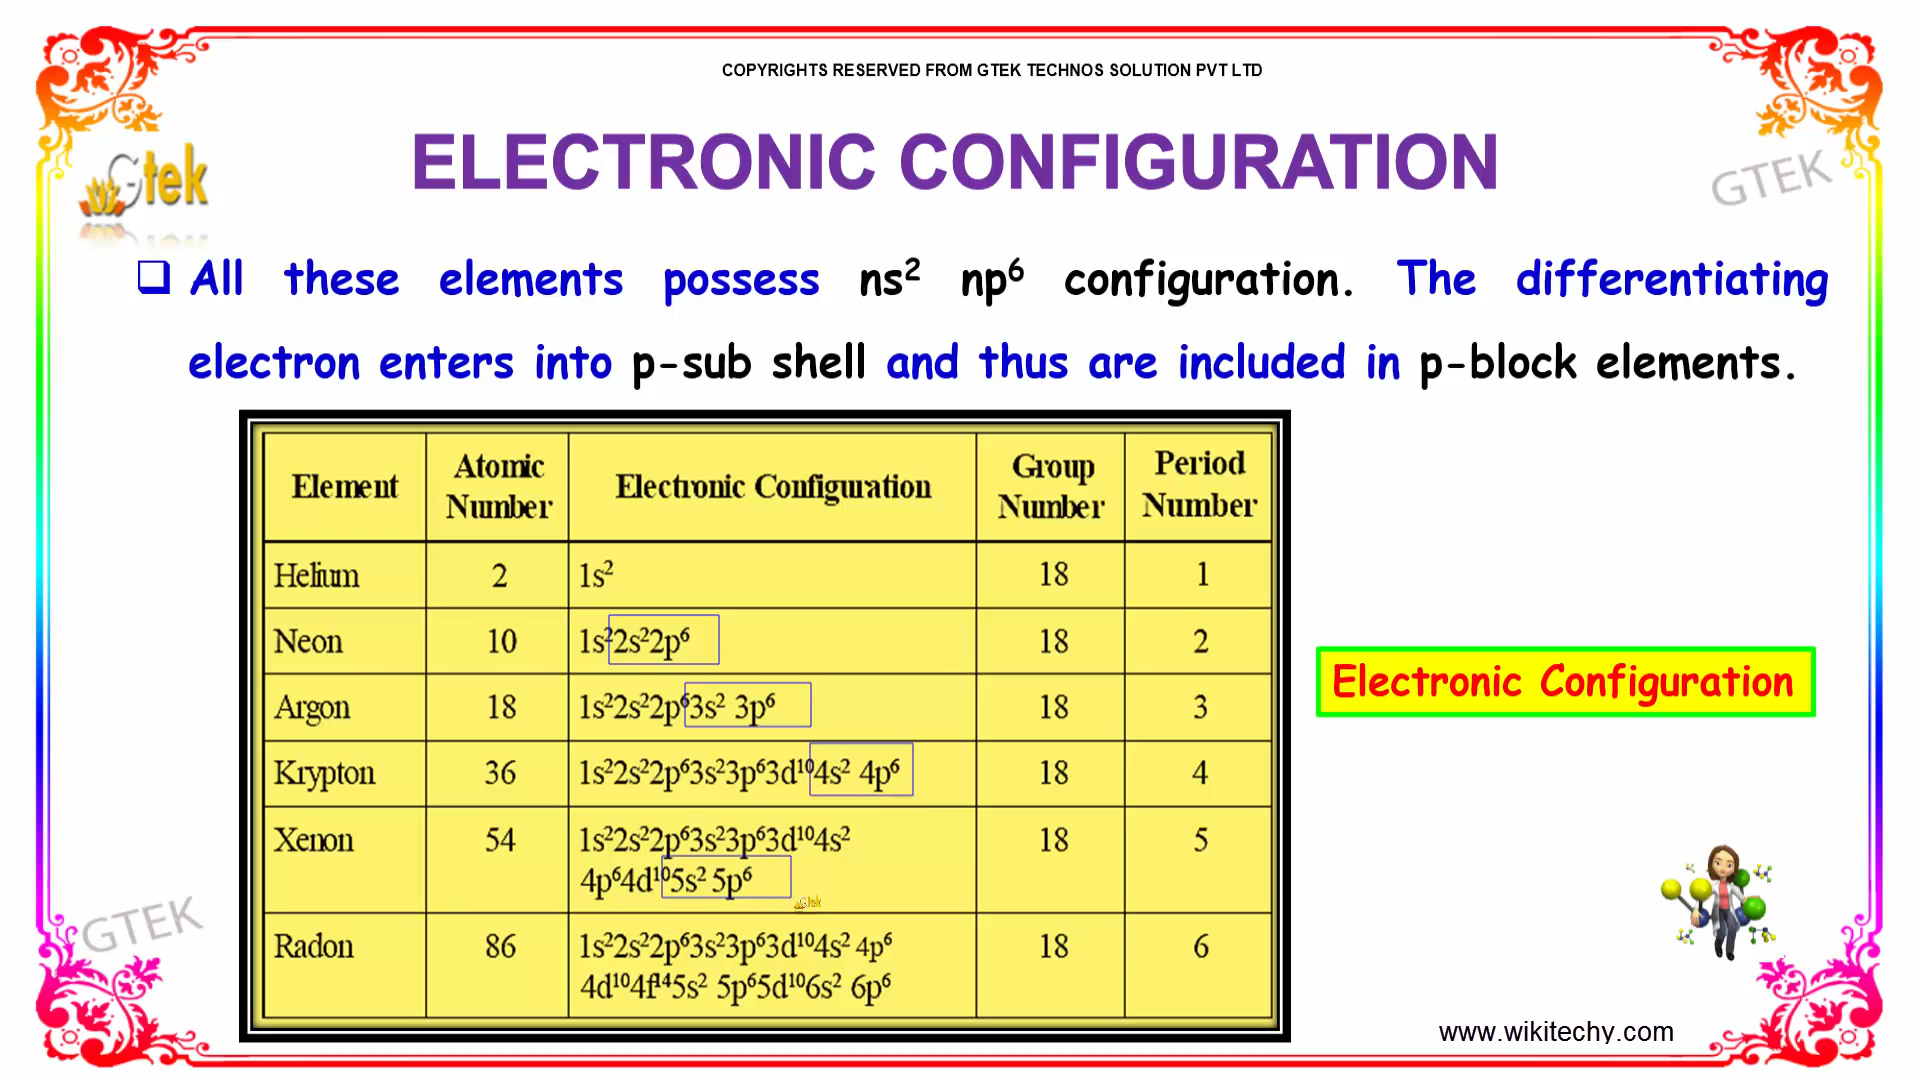 COPYRIGHTS RESERVED FROM GTEK TECHNOS SOLUTION PVT LTD
Gtek
ELECTRONIC CONFIGURATION
GTEK
❑ All these elements possess ns² np⁶ configuration. The differentiating
electron enters into p-sub shell and thus are included in p-block elements.
Element Atomic Number Electronic Configuration Group Number Period Number
Helium 2 1s² 18 1
Neon 10 1s²2s²2p⁶ 18 2
Argon 18 1s²2s²2p⁶3s² 3p⁶ 18 3
Krypton 36 1s²2s²2p⁶3s²3p⁶3d¹⁰4s² 4p⁶ 18 4
Xenon 54 1s²2s²2p⁶3s²3p⁶3d¹⁰4s² 18 5
4p⁶4d¹⁰5s² 5p⁶
Gtek
Radon 86 1s²2s²2p⁶3s²3p⁶3d¹⁰4s² 4p⁶ 18 6
4d¹⁰4f¹⁴5s² 5p⁶5d¹⁰6s² 6p⁶
Electronic Configuration
GTEK
www.wikitechy.com